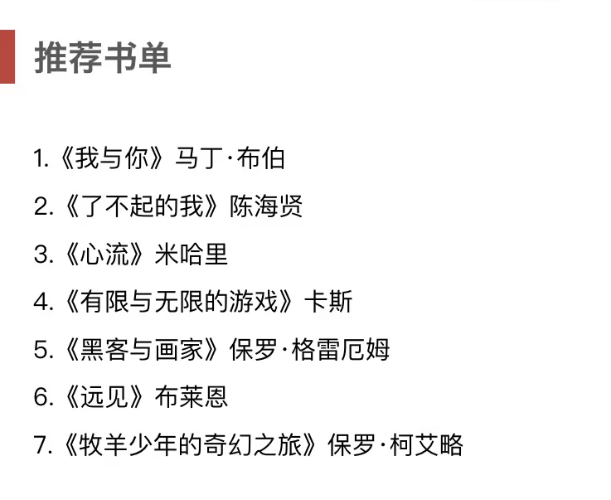 推荐书单
1.《我与你》马丁·布伯
2.《了不起的我》陈海贤
3.《心流》米哈里
4.《有限与无限的游戏》卡斯
5.《黑客与画家》保罗·格雷厄姆
6.《远见》布莱恩
7.《牧羊少年的奇幻之旅》保罗·柯艾略